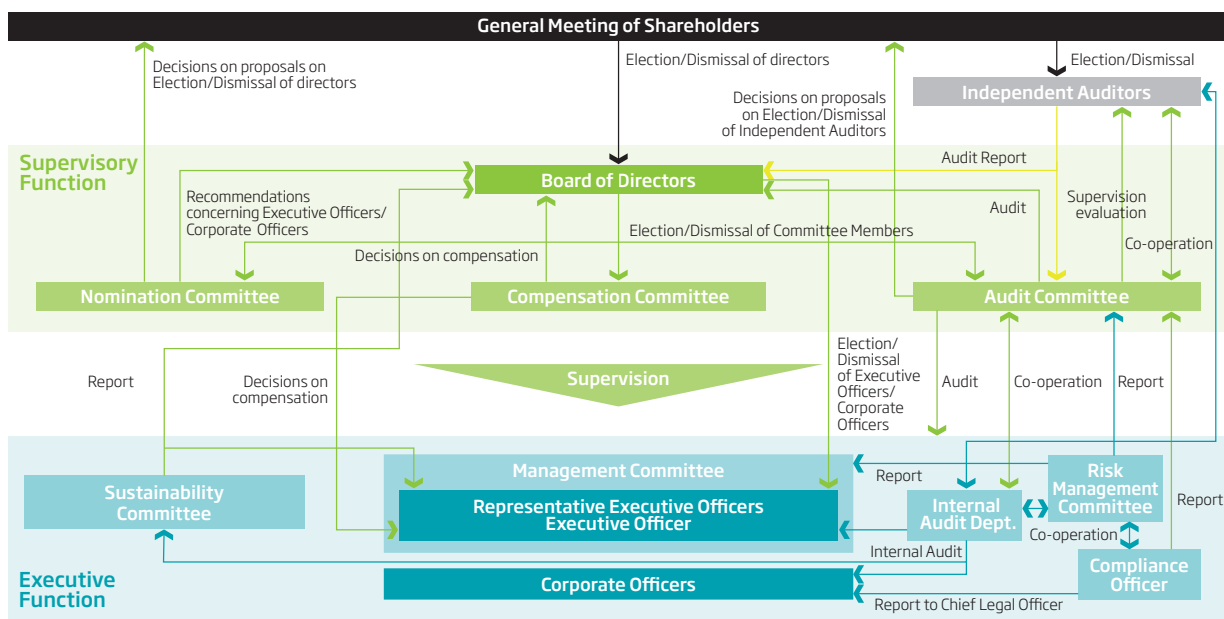 General Meeting of Shareholders
Decisions on proposals on
Election/Dismissal of directors
Election/Dismissal of directors
Election/Dismissal
Decisions on proposals
on Election/Dismissal
of Independent Auditors
Independent Auditors
Supervisory
Function
Audit Report
Board of Directors
Recommendations
concerning Executive Officers/
Corporate Officers
Audit
Supervision
evaluation
Election/Dismissal of Committee Members
Co-operation
Decisions on compensation
Nomination Committee
Compensation Committee
Audit Committee
Report
Decisions on
compensation
Supervision
Election/
Dismissal
of Executive
Officers/
Corporate
Officers
Audit
Co-operation
Report
Management Committee
Report
Risk
Management
Committee
Sustainability
Committee
Representative Executive Officers
Executive Officer
Internal
Audit Dept.
Report
Co-operation
Internal Audit
Executive
Function
Corporate Officers
Compliance
Officer
Report to Chief Legal Officer